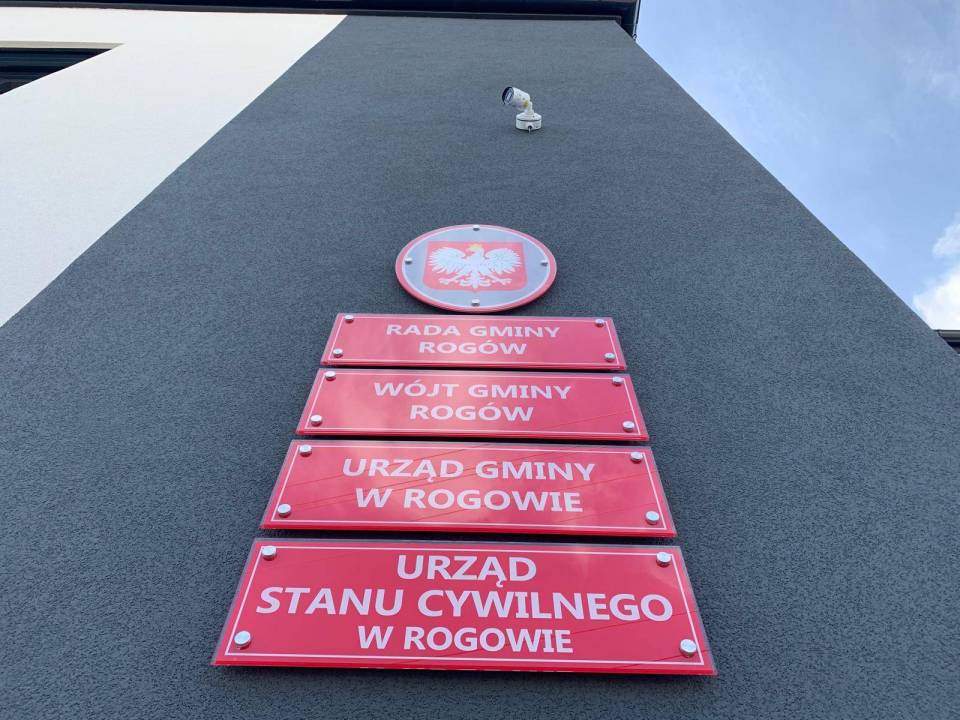 RADA GMINY
ROGÓW
WÓJT GMINY
ROGÓW
URZĄD GMINY
W ROGOWIE
URZĄD
STANU CYWILNEGO
W ROGOWIE